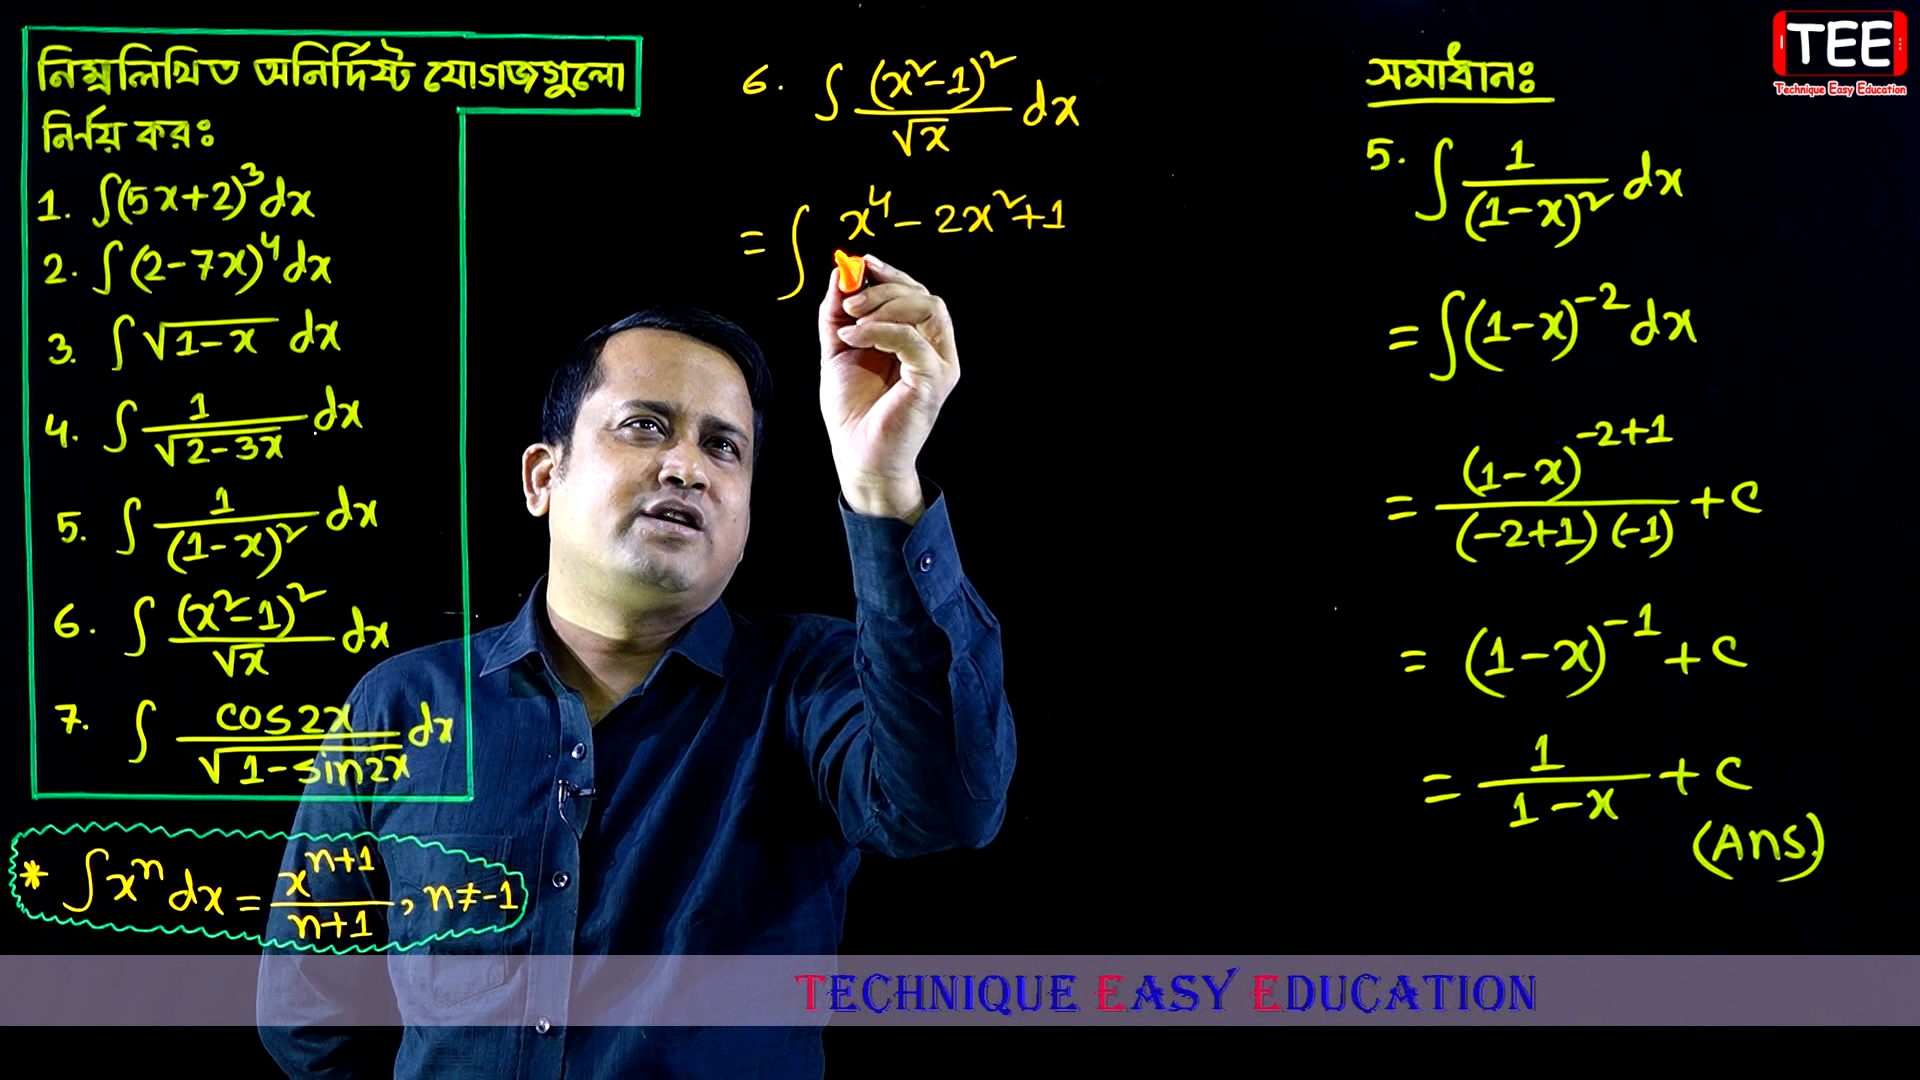 নিম্নলিখিত অনির্দিষ্ট যোগজগুলো
নির্ণয় করঃ
1. ∫(5x+2)³dx
2. ∫(2-7x)⁴dx
3. ∫√(1-x) dx
4. ∫ 1/√(2-3x) dx
5. ∫ 1/(1-x)² dx
6. ∫ (x²-1)²/√x dx
7. ∫ cos2x/√(1-sin2x) dx
* ∫xⁿ dx = xⁿ⁺¹/(n+1), n≠-1
6. ∫ (x²-1)²/√x dx
= ∫ x⁴-2x²+1
সমাধানঃ
5. ∫ 1/(1-x)² dx
= ∫(1-x)⁻² dx
= (1-x)⁻²⁺¹/((-2+1)(-1)) + c
= (1-x)⁻¹ + c
= 1/(1-x) + c
(Ans.)
TEE
Technique Easy Education
TECHNIQUE EASY EDUCATION